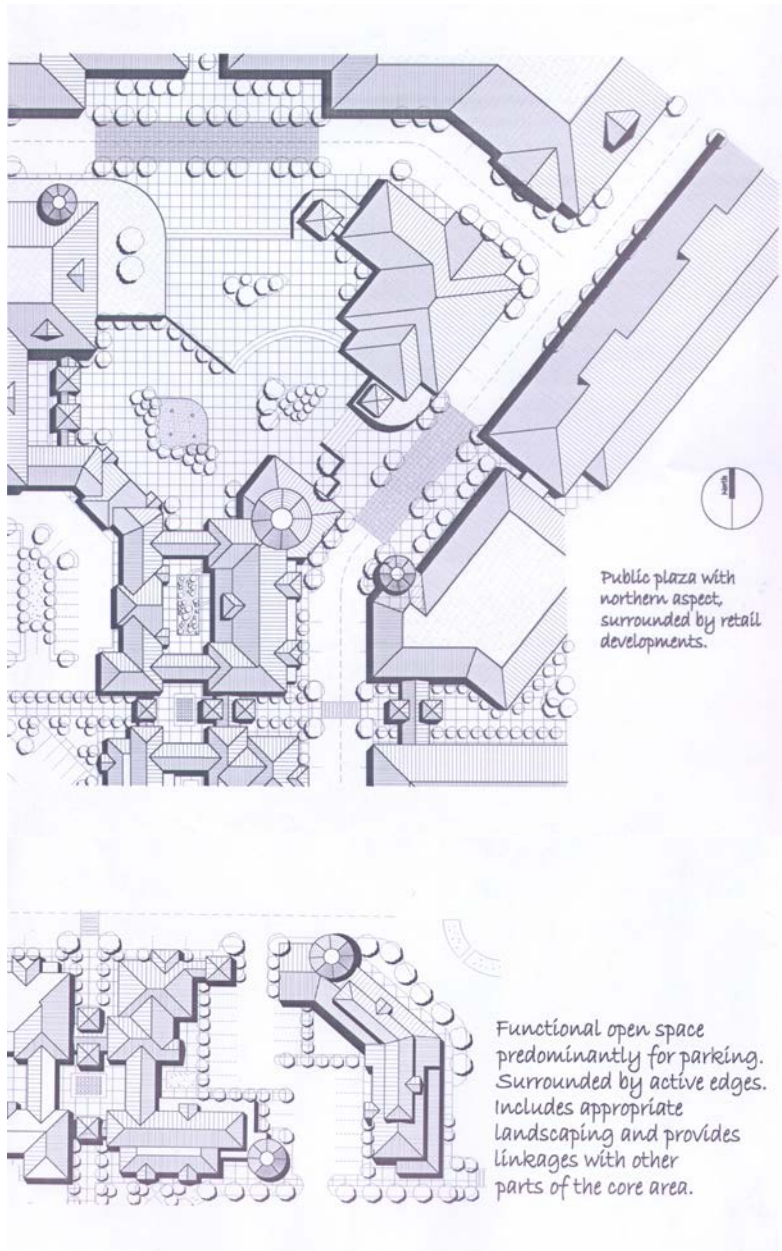 North
Public plaza with
northern aspect,
surrounded by retail
developments.
Functional open space
predominantly for parking.
Surrounded by active edges.
Includes appropriate
landscaping and provides
linkages with other
parts of the core area.